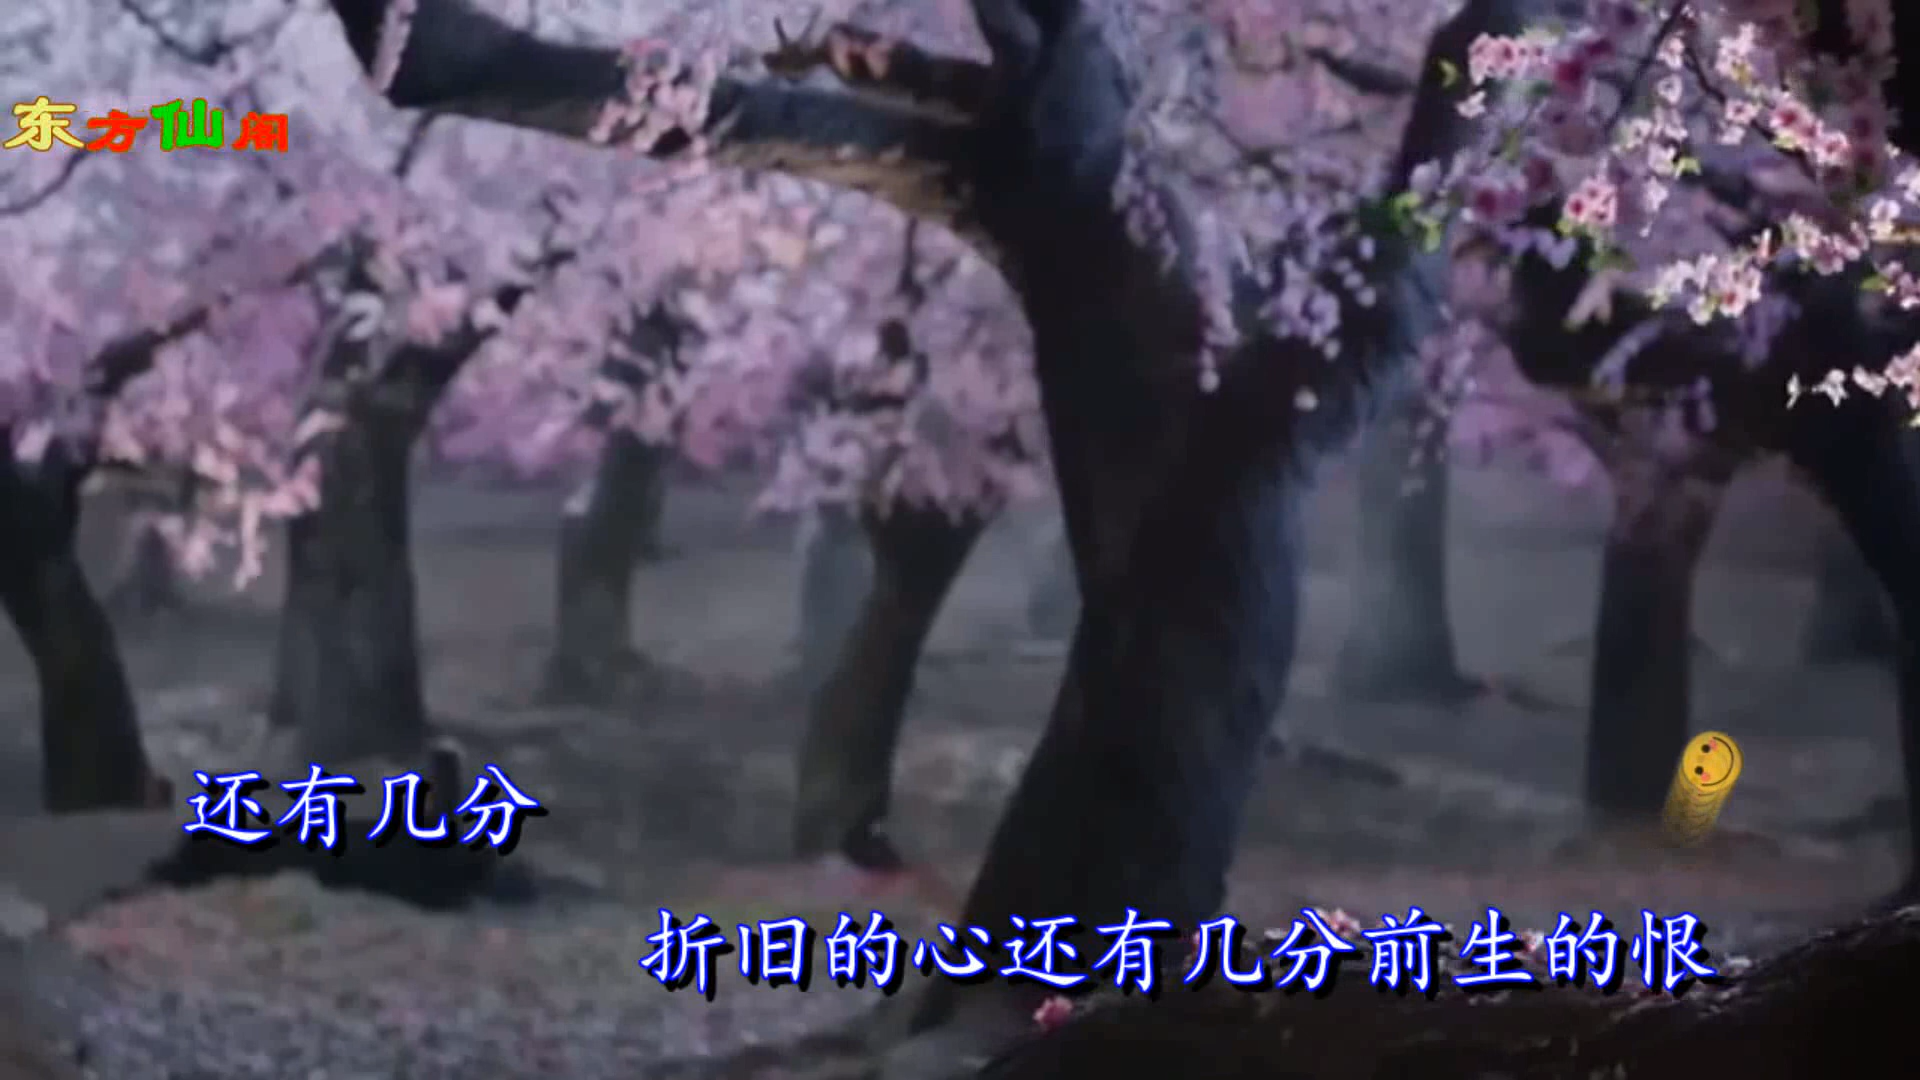 东方仙阁
还有几分
折旧的心还有几分前生的恨